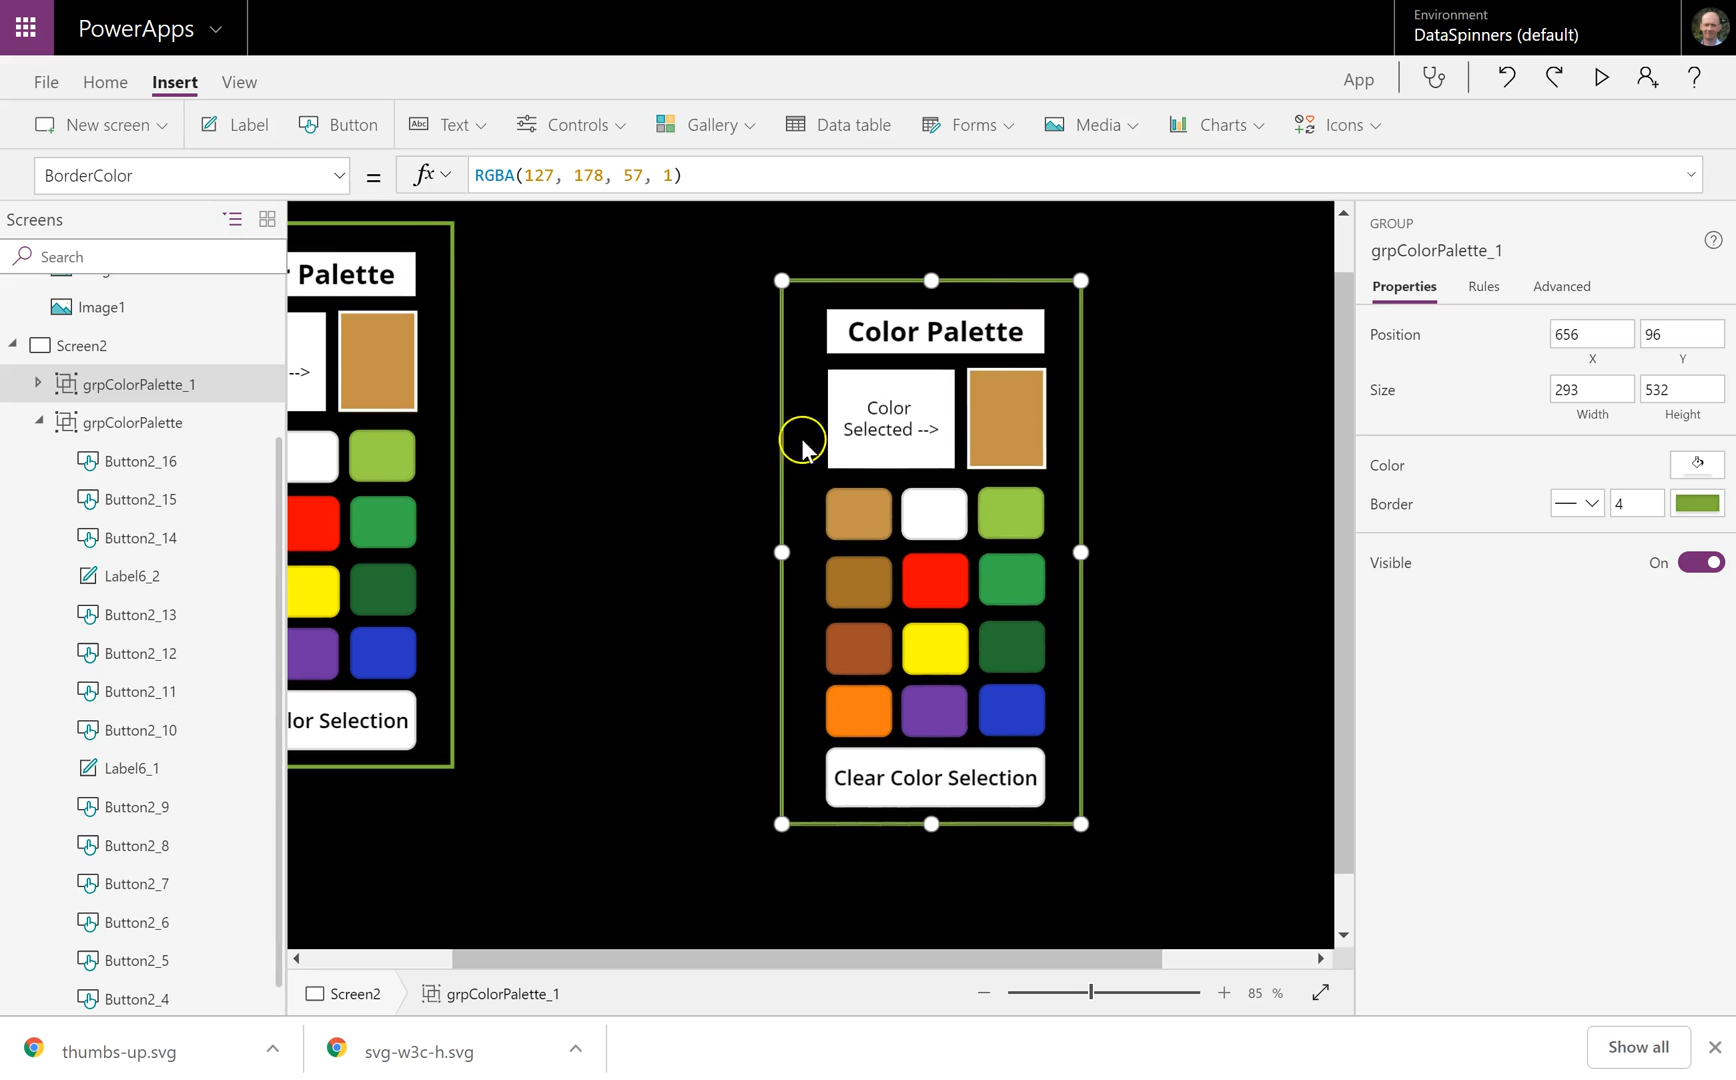 PowerApps
Environment
DataSpinners (default)
File
Home
Insert
View
App
New screen
Label
Button
Abc
Text
Controls
Gallery
Data table
Forms
Media
Charts
Icons
BorderColor
=
fx
RGBA(127, 178, 57, 1)
Screens
Search
Image1
Screen2
grpColorPalette_1
grpColorPalette
Button2_16
Button2_15
Button2_14
Label6_2
Button2_13
Button2_12
Button2_11
Button2_10
Label6_1
Button2_9
Button2_8
Button2_7
Button2_6
Button2_5
Button2_4
Palette
-->
lor Selection
Color Palette
Color
Selected -->
Clear Color Selection
GROUP
grpColorPalette_1
Properties
Rules
Advanced
Position
656
96
X
Y
Size
293
532
Width
Height
Color
Border
4
Visible
On
Screen2
grpColorPalette_1
85 %
thumbs-up.svg
svg-w3c-h.svg
Show all